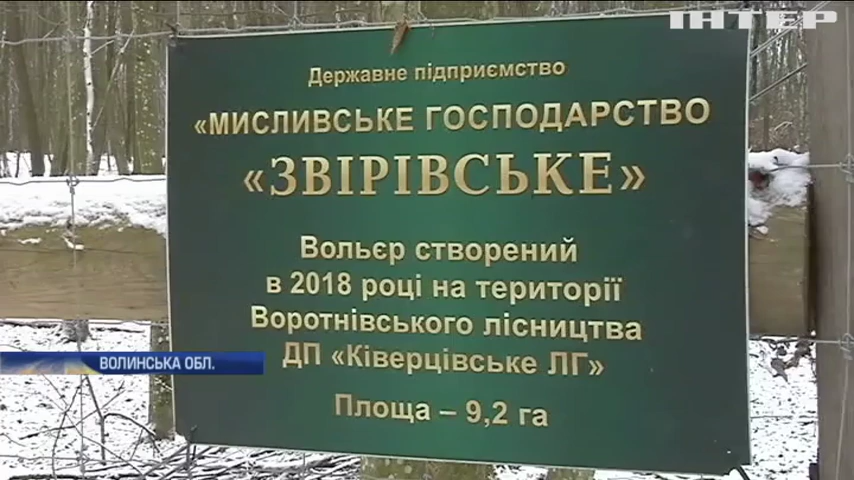 ІНТЕР
Державне підприємство
«МИСЛИВСЬКЕ ГОСПОДАРСТВО
«ЗВІРІВСЬКЕ»
Вольєр створений
в 2018 році на території
Воротнівського лісництва
ДП «Ківерцівське ЛГ»
Площа – 9,2 га
ВОЛИНСЬКА ОБЛ.